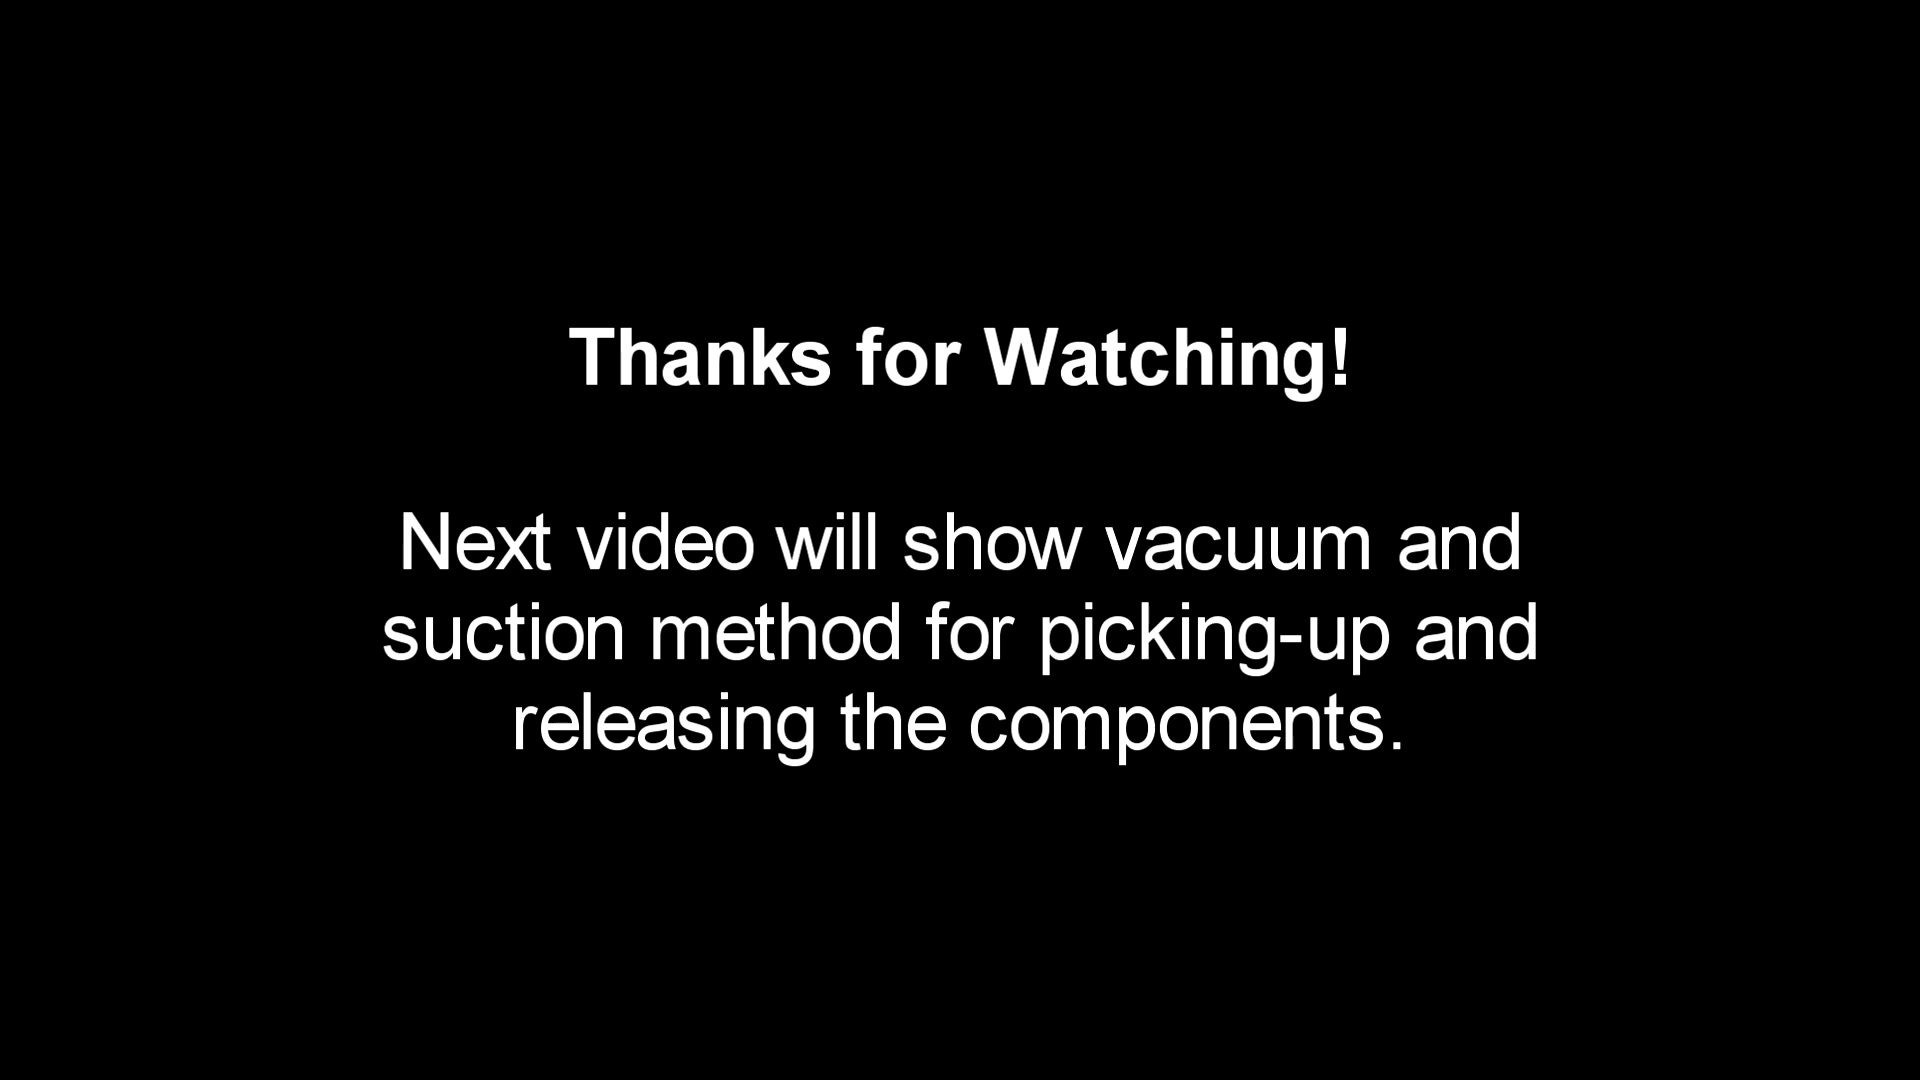 Thanks for Watching!
Next video will show vacuum and
suction method for picking-up and
releasing the components.